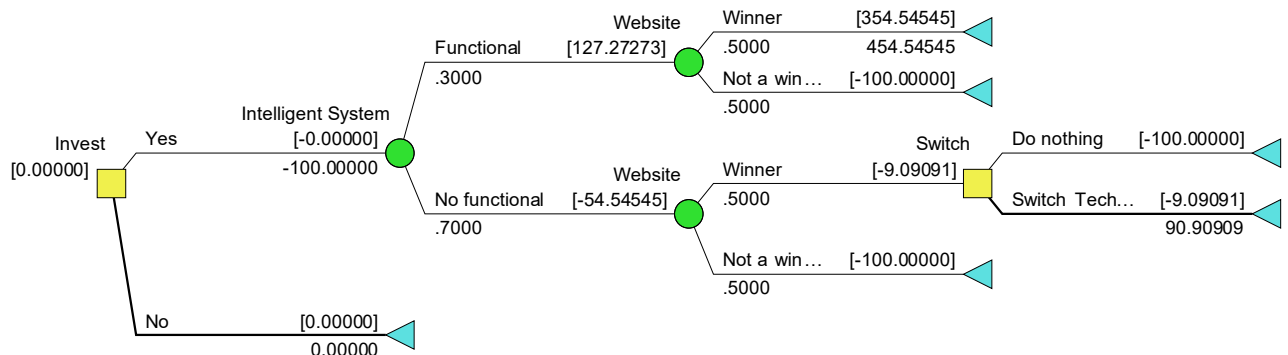 Website
Winner [354.54545]
Functional [127.27273]
.5000 454.54545
.3000
Not a win... [-100.00000]
.5000
Intelligent System
Invest
Yes [-0.00000]
[0.00000]
-100.00000
Website
Winner [-9.09091]
No functional [-54.54545]
.5000
.7000
Switch
Do nothing [-100.00000]
Switch Tech... [-9.09091]
90.90909
Not a win... [-100.00000]
.5000
No [0.00000]
0.00000